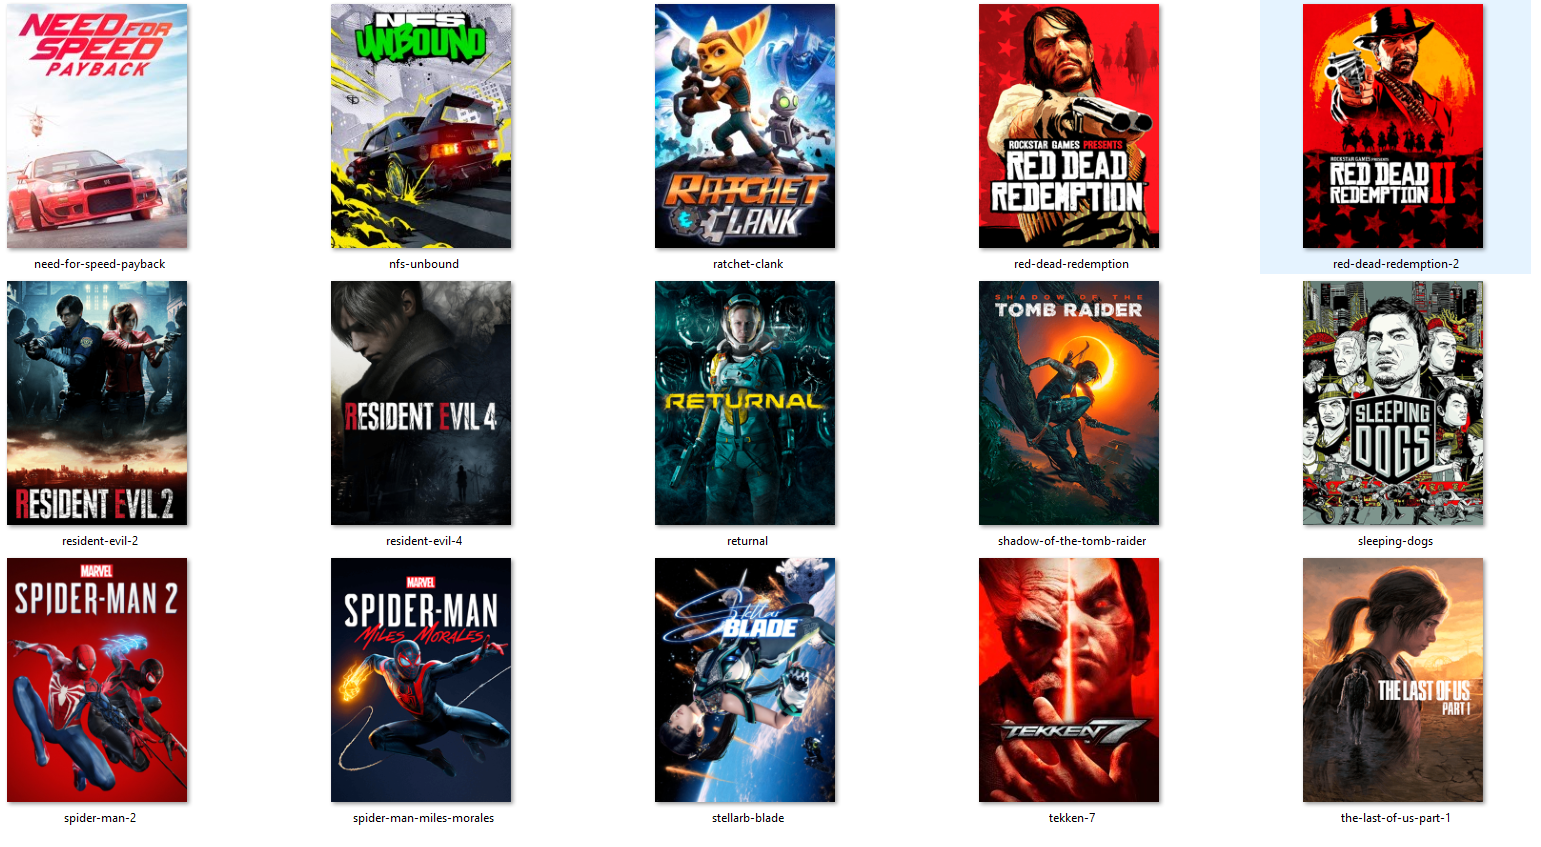 NEED FOR
SPEED
PAYBACK
NFS
UNBOUND
RATCHET
CLANK
ROCKSTAR GAMES PRESENTS
RED DEAD
REDEMPTION
ROCKSTAR GAMES PRESENTS
RED DEAD
REDEMPTION II
need-for-speed-payback
nfs-unbound
ratchet-clank
red-dead-redemption
red-dead-redemption-2
RESIDENT EVIL 2
RESIDENT EVIL 4
RETURNAL
SHADOW OF THE
TOMB RAIDER
SLEEPING
DOGS
resident-evil-2
resident-evil-4
returnal
shadow-of-the-tomb-raider
sleeping-dogs
MARVEL
SPIDER-MAN 2
MARVEL
SPIDER-MAN
MILES MORALES
Stellar
BLADE
TEKKEN 7
THE LAST OF US
PART I
spider-man-2
spider-man-miles-morales
stellarb-blade
tekken-7
the-last-of-us-part-1